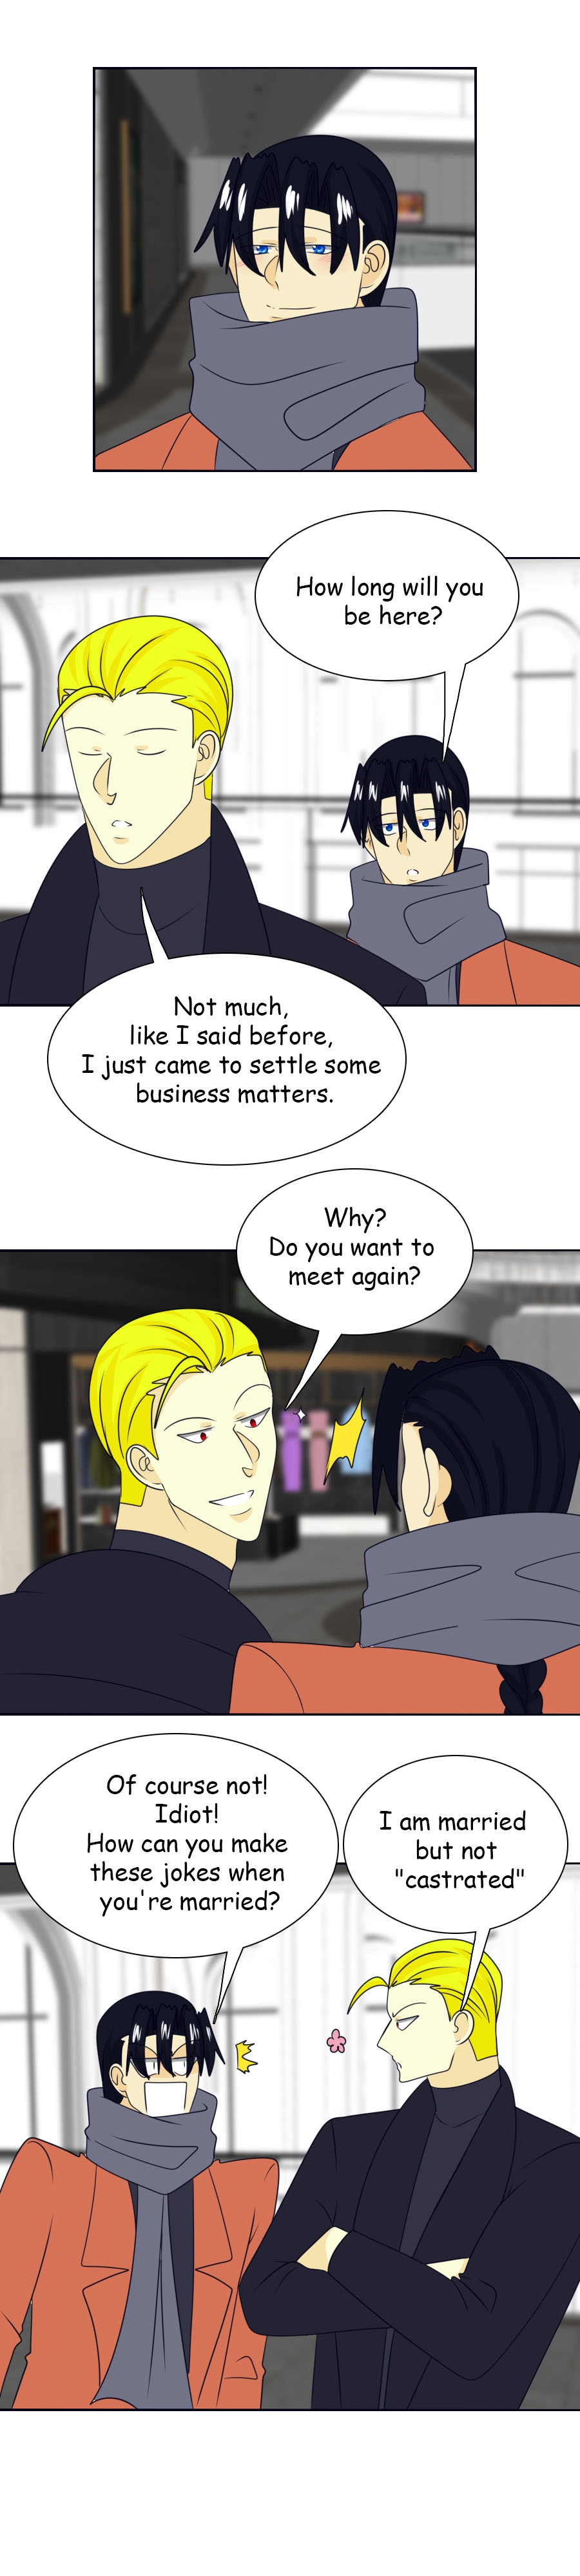 How long will you
be here?
Not much,
like I said before,
I just came to settle some
business matters.
Why?
Do you want to
meet again?
Of course not!
Idiot!
How can you make
these jokes when
you're married?
I am married
but not
"castrated"